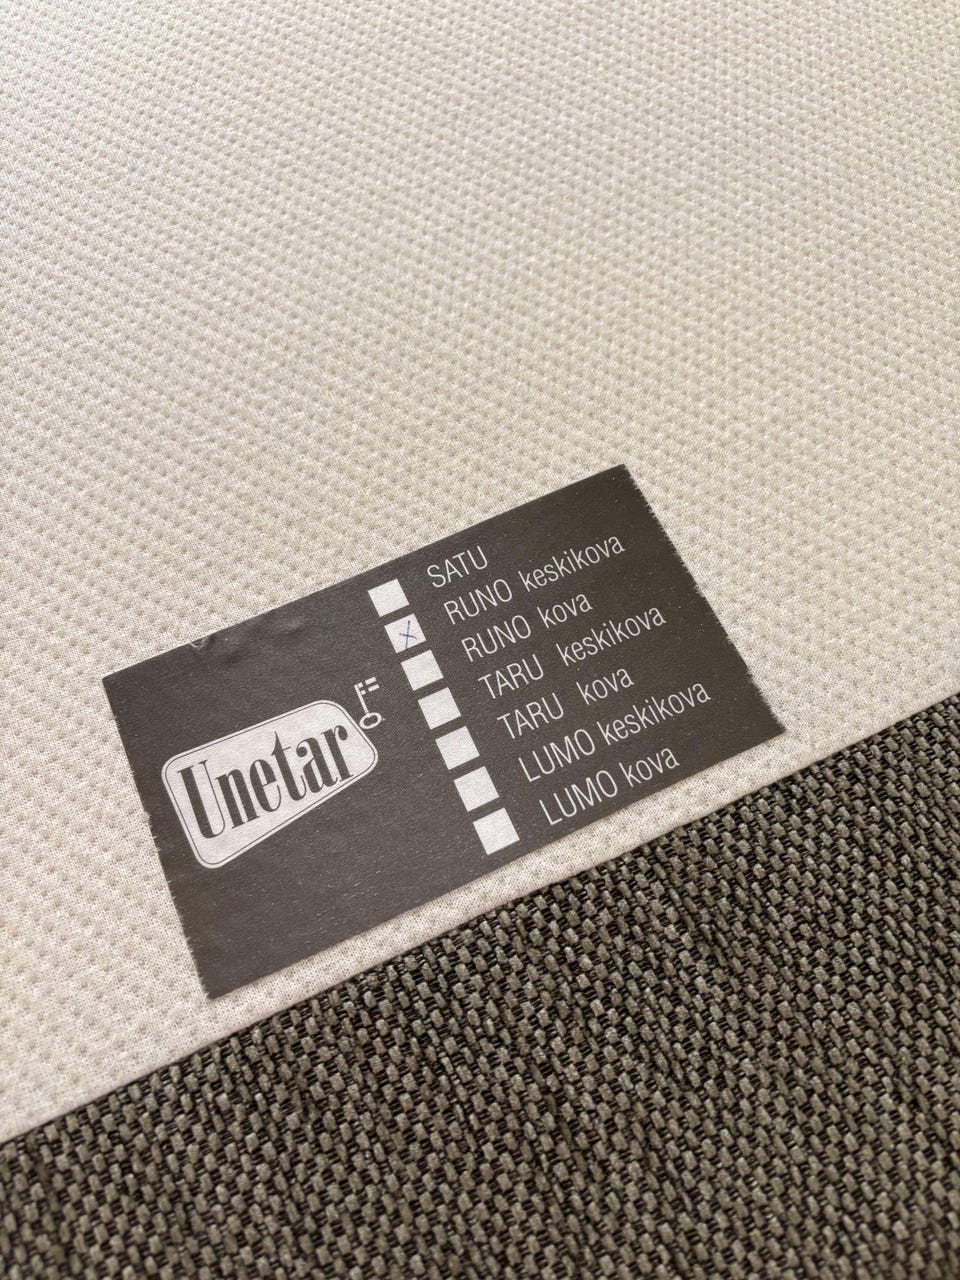 Unetar
SATU
x RUNO keskikova
RUNO kova
TARU keskikova
TARU kova
LUMO keskikova
LUMO kova